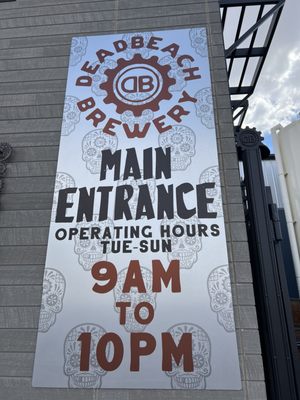 DEADBEACH
DB
BREWERY
MAIN
ENTRANCE
OPERATING HOURS
TUE-SUN
9AM
TO
10PM